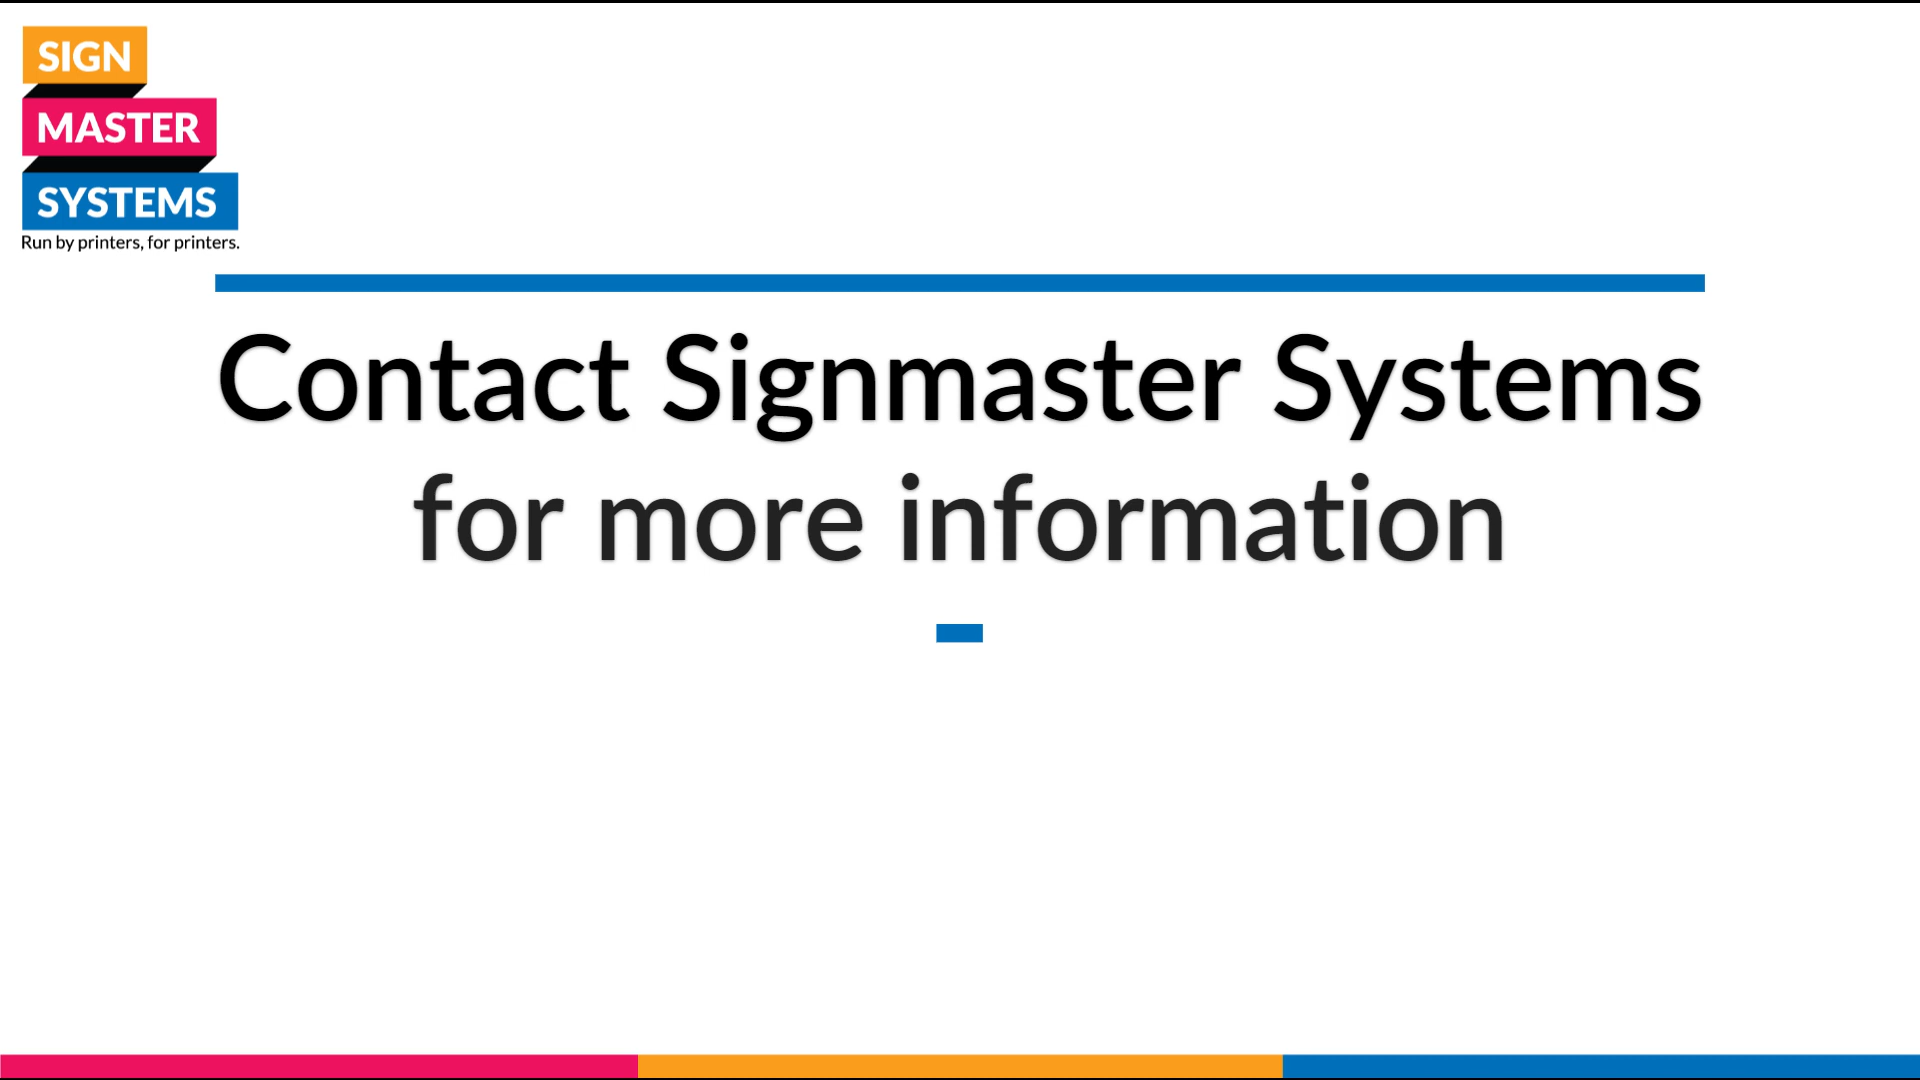 SIGN
MASTER
SYSTEMS
Run by printers, for printers.
Contact Signmaster Systems
for more information